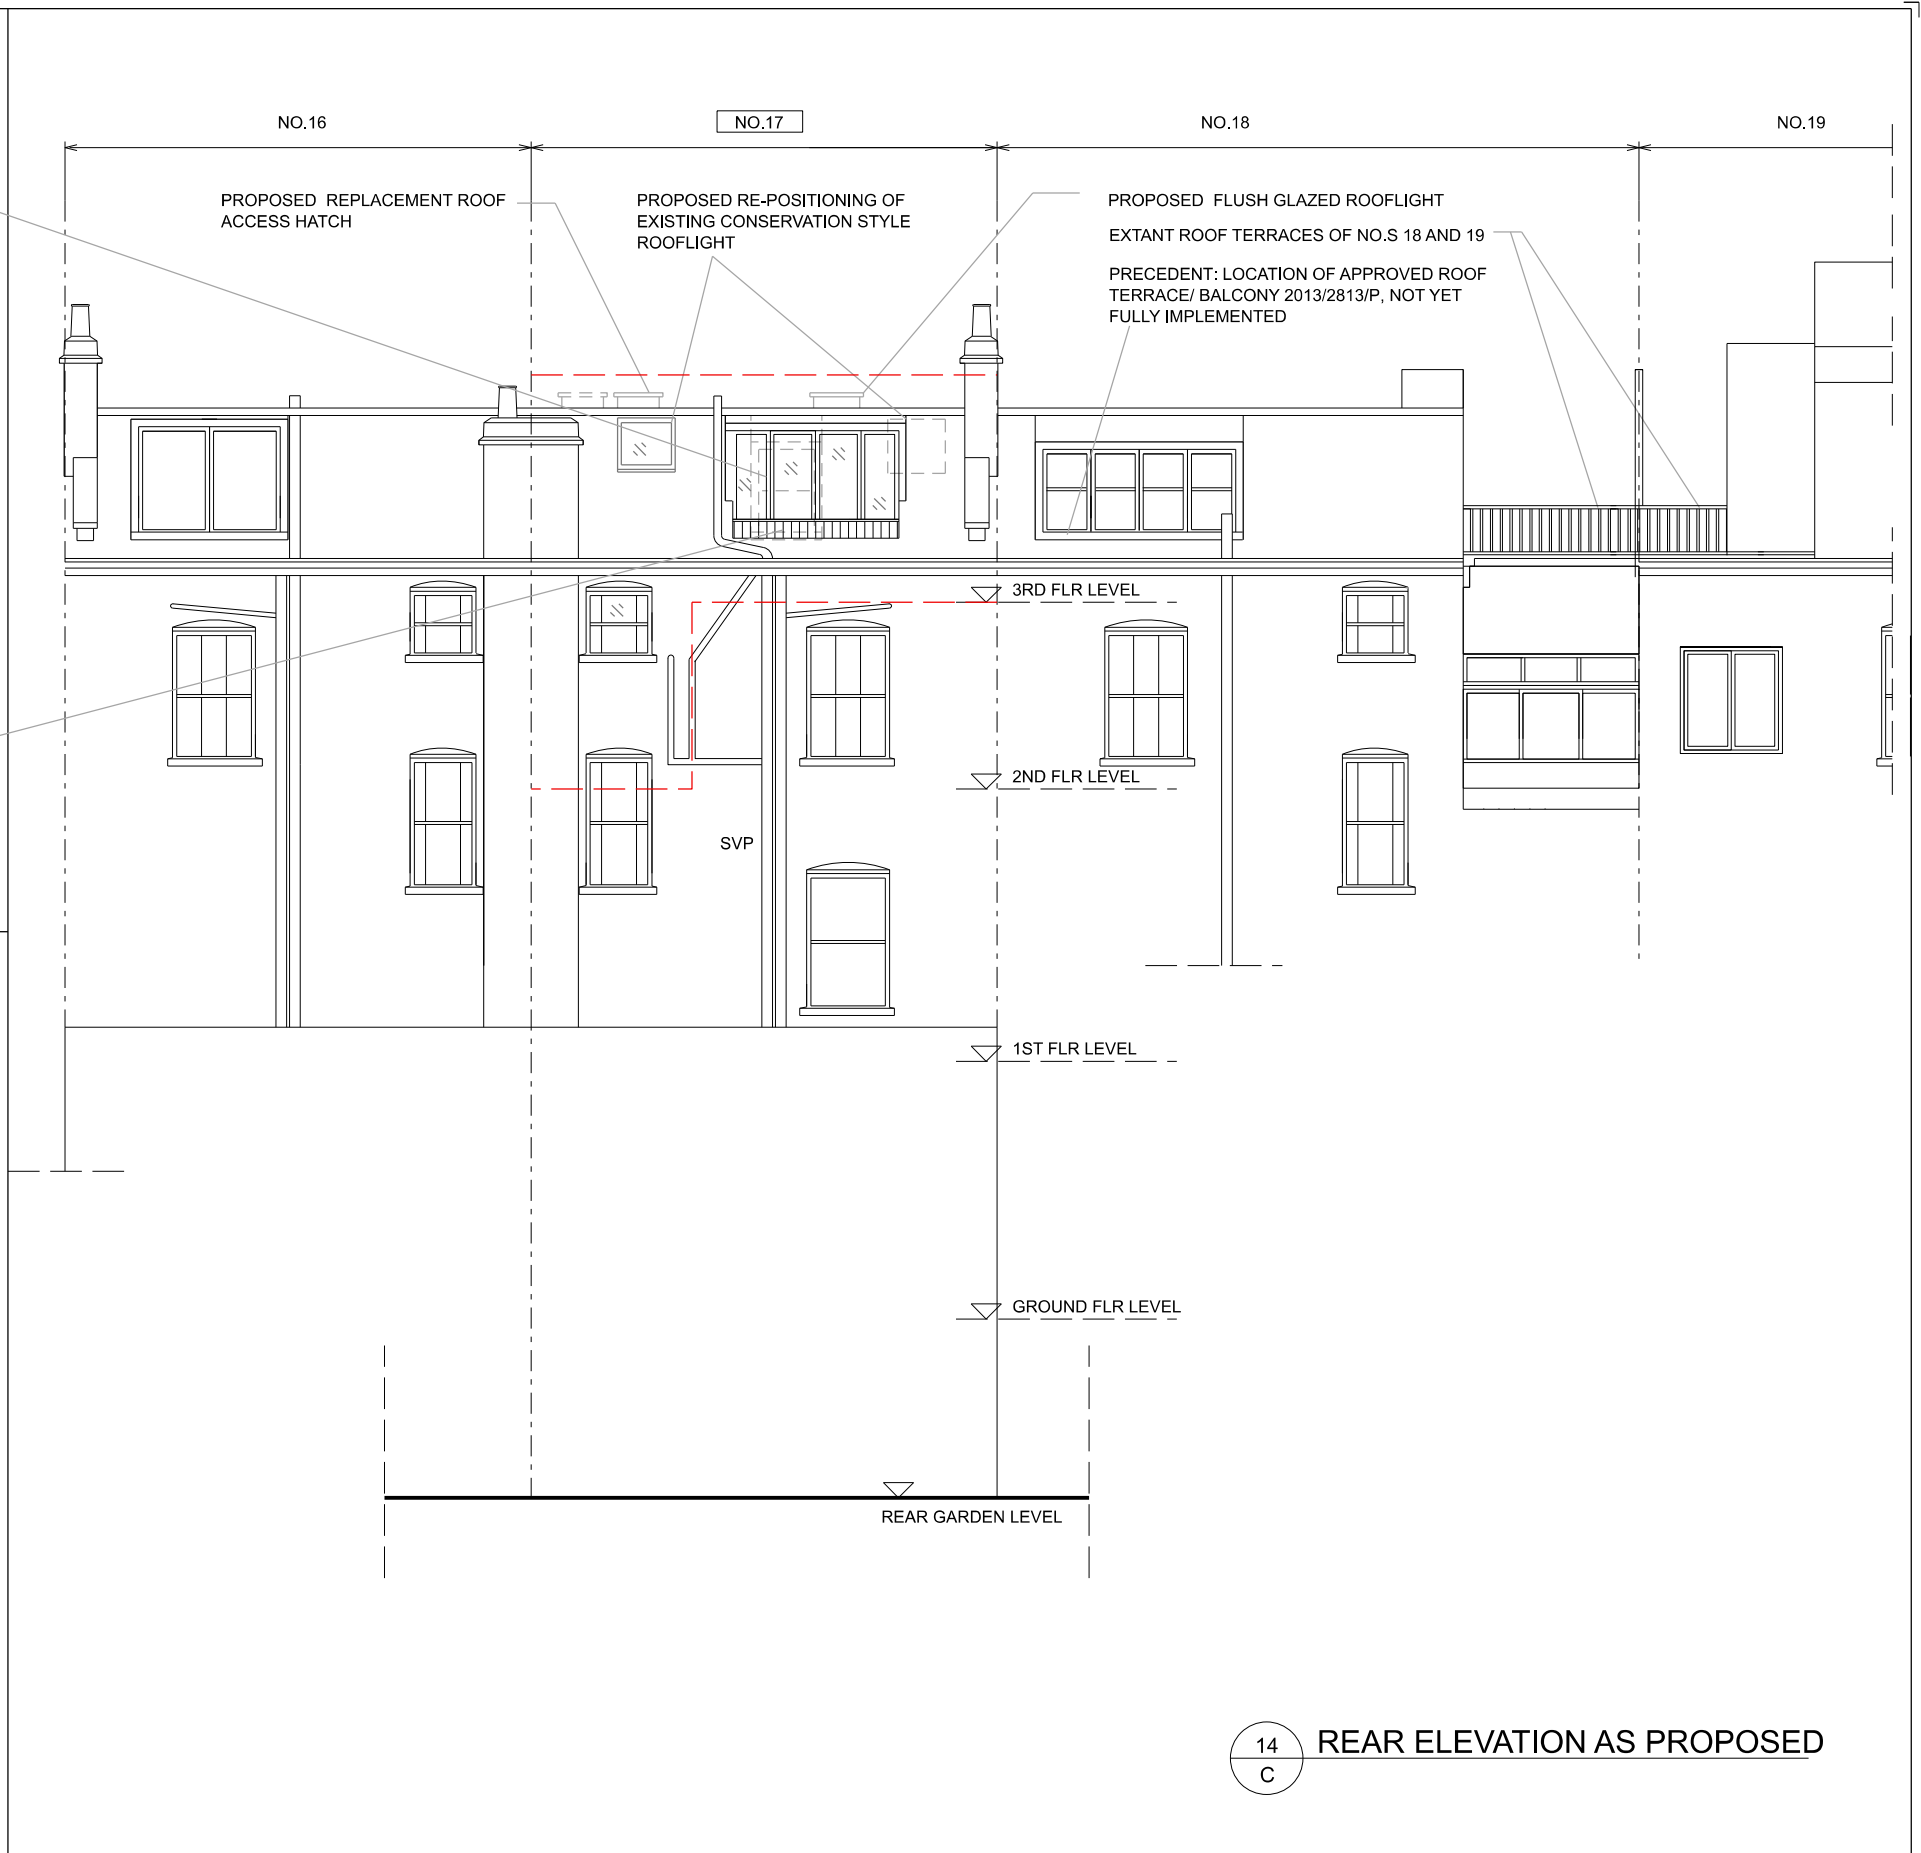 NO.16
NO.17
NO.18
NO.19
PROPOSED REPLACEMENT ROOF
ACCESS HATCH
PROPOSED RE-POSITIONING OF
EXISTING CONSERVATION STYLE
ROOFLIGHT
PROPOSED FLUSH GLAZED ROOFLIGHT
EXTANT ROOF TERRACES OF NO.S 18 AND 19
PRECEDENT: LOCATION OF APPROVED ROOF
TERRACE/ BALCONY 2013/2813/P, NOT YET
FULLY IMPLEMENTED
3RD FLR LEVEL
2ND FLR LEVEL
SVP
1ST FLR LEVEL
GROUND FLR LEVEL
REAR GARDEN LEVEL
14
C
REAR ELEVATION AS PROPOSED